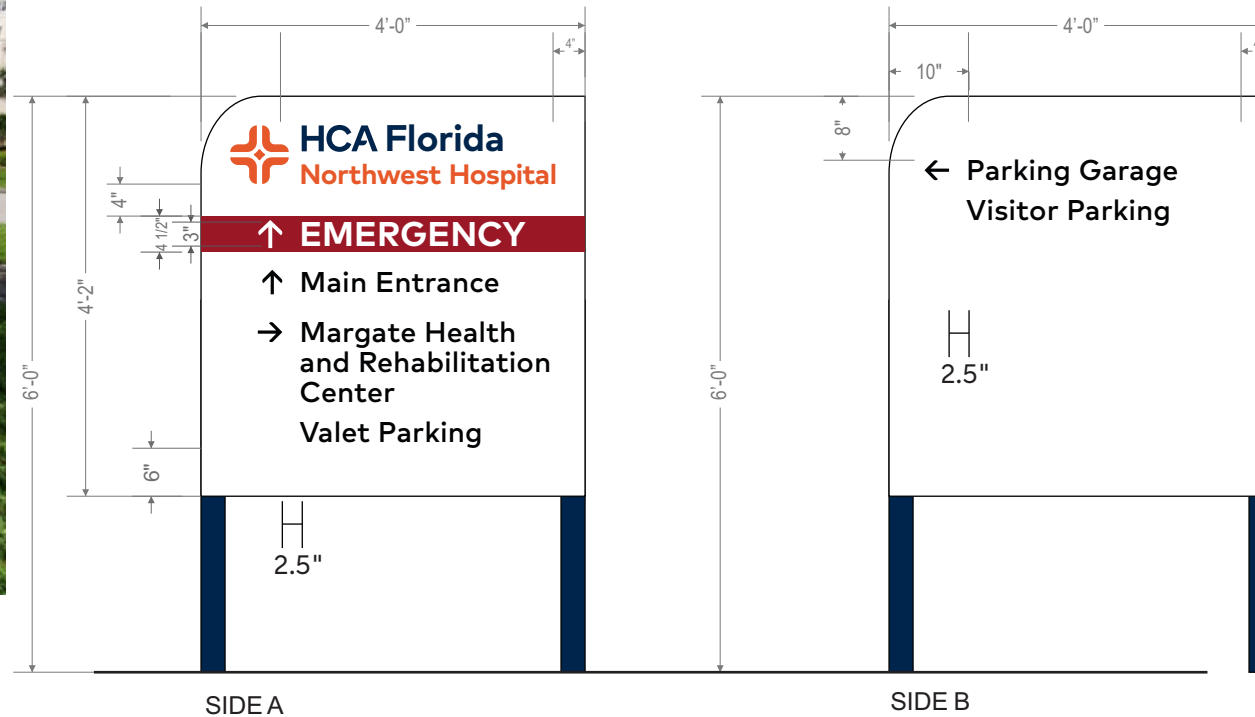 4'-0"
4"
HCA Florida
Northwest Hospital
↑ EMERGENCY
↑ Main Entrance
→ Margate Health
and Rehabilitation
Center
Valet Parking
4"
4 1/2"
3"
4'-2"
6'-0"
6"
H
2.5"
SIDE A
4'-0"
10"
8"
← Parking Garage
Visitor Parking
6'-0"
H
2.5"
SIDE B